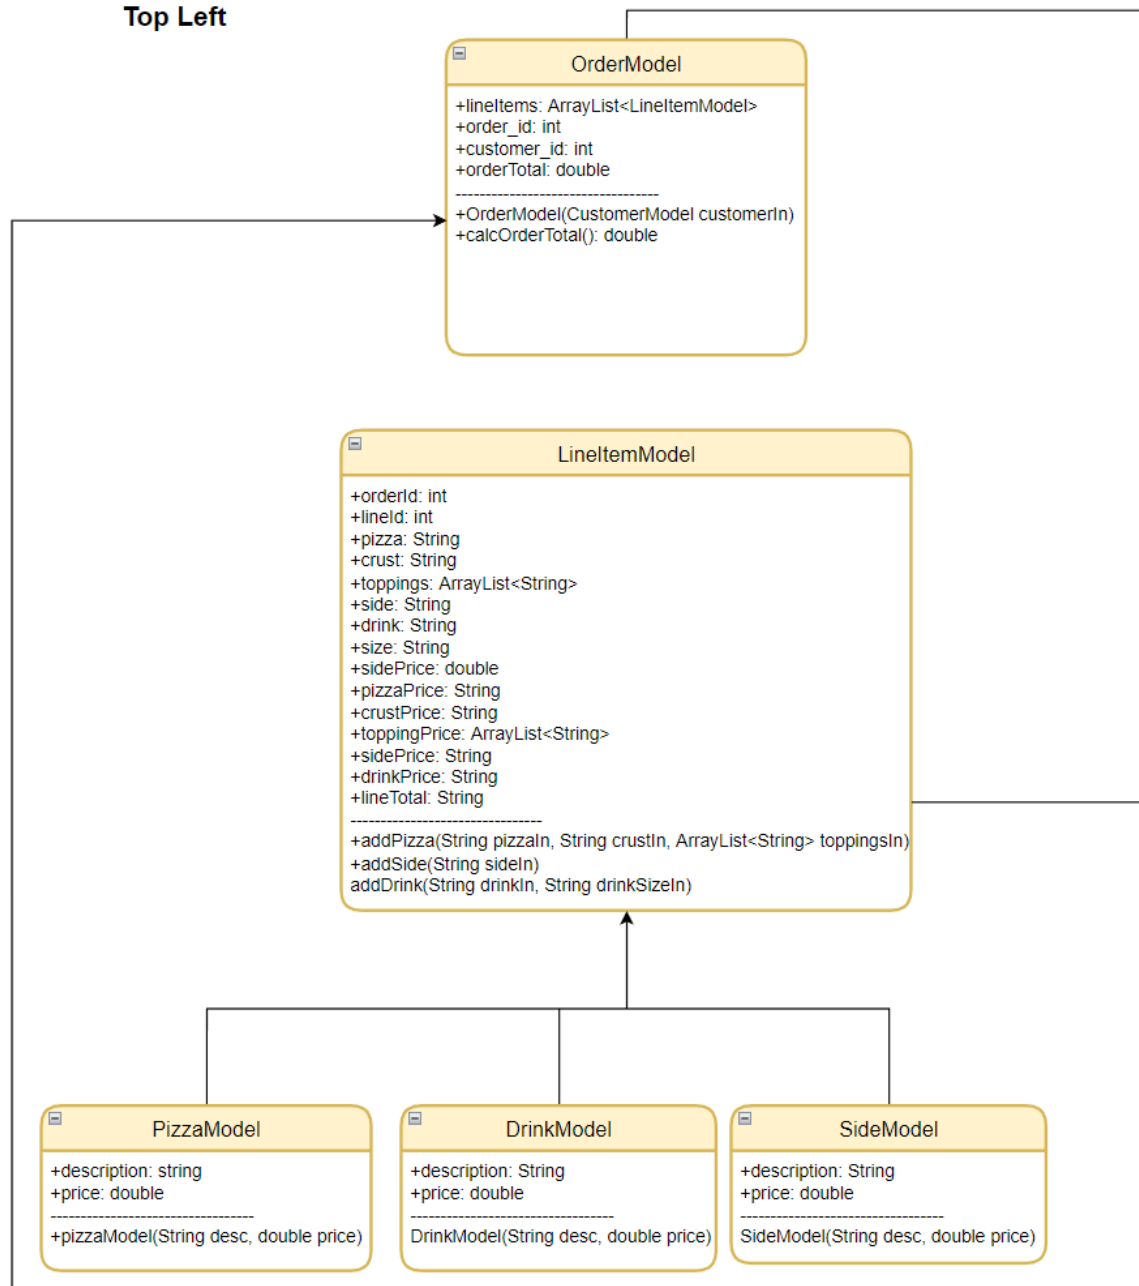 Top Left
OrderModel
+lineItems: ArrayList<LineItemModel>
+order_id: int
+customer_id: int
+orderTotal: double
-----------------------------------
+OrderModel(CustomerModel customerIn)
+calcOrderTotal(): double
LineItemModel
+orderId: int
+lineId: int
+pizza: String
+crust: String
+toppings: ArrayList<String>
+side: String
+drink: String
+size: String
+sidePrice: double
+pizzaPrice: String
+crustPrice: String
+toppingPrice: ArrayList<String>
+sidePrice: String
+drinkPrice: String
+lineTotal: String
---------------------------------
+addPizza(String pizzaIn, String crustIn, ArrayList<String> toppingsIn)
+addSide(String sideIn)
addDrink(String drinkIn, String drinkSizeIn)
PizzaModel
+description: string
+price: double
-----------------------------------
+pizzaModel(String desc, double price)
DrinkModel
+description: String
+price: double
-----------------------------------
DrinkModel(String desc, double price)
SideModel
+description: String
+price: double
-----------------------------------
SideModel(String desc, double price)